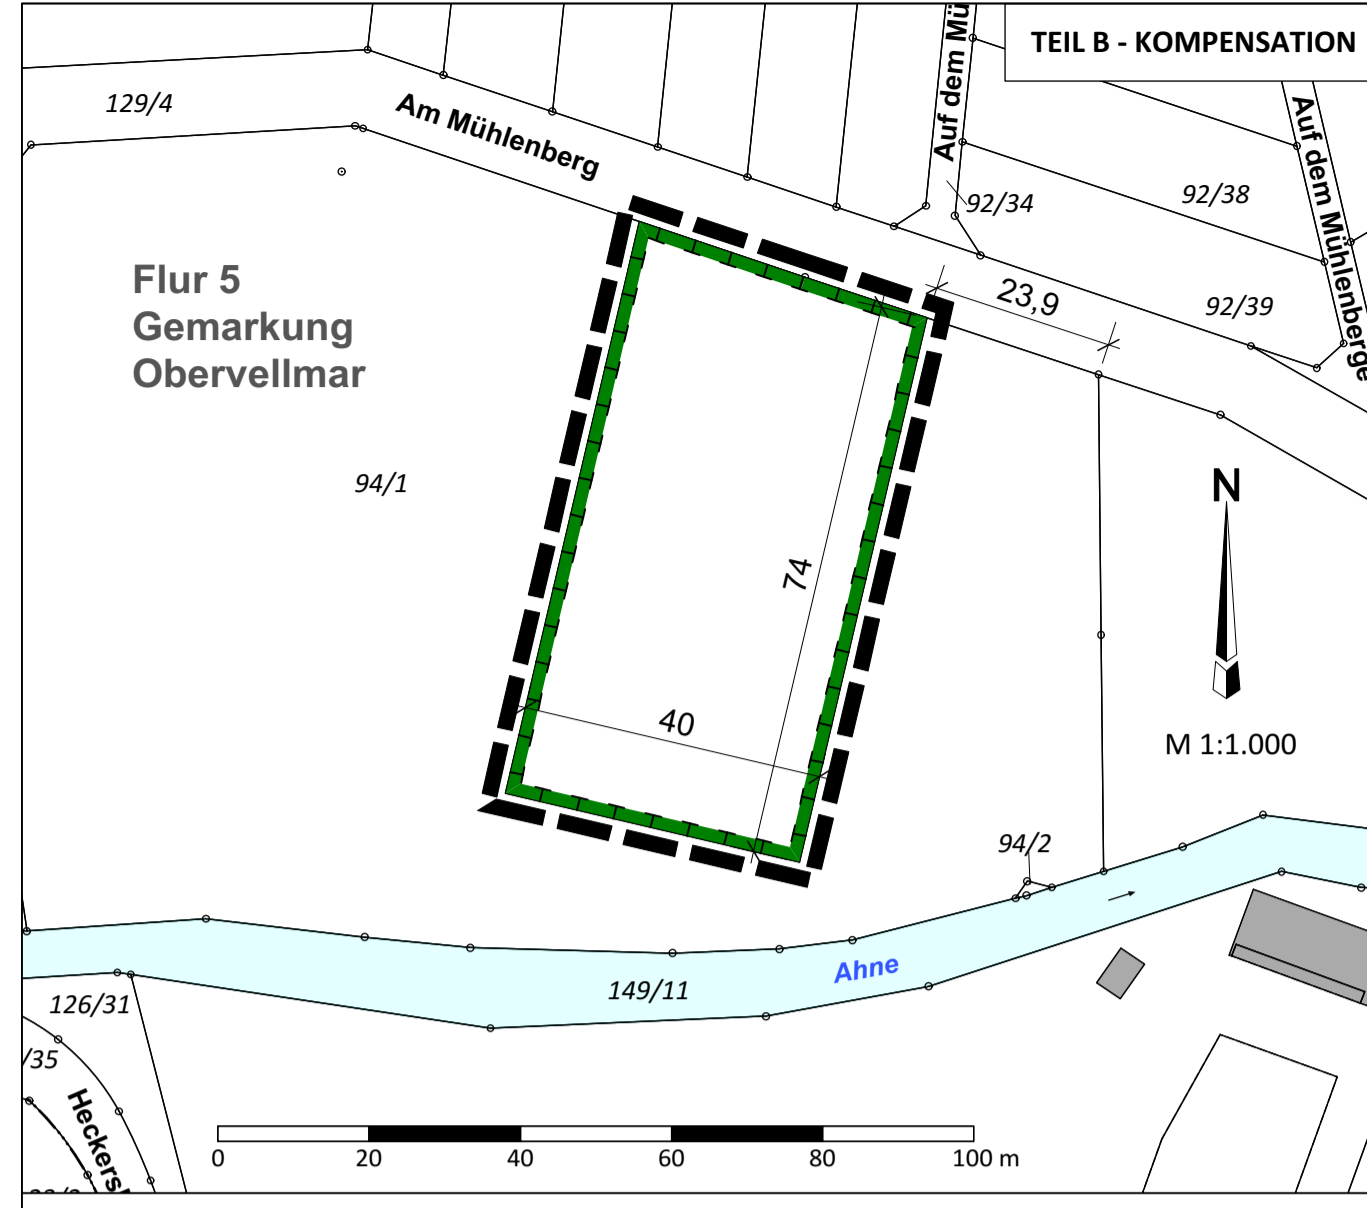 TEIL B - KOMPENSATION
129/4
Am Mühlenberg
Auf dem Mü
Auf dem Mühlenberge
92/34
92/38
92/39
23,9
Flur 5
Gemarkung
Obervellmar
94/1
N
74
40
M 1:1.000
94/2
Ahne
149/11
126/31
/35
Heckers
0 20 40 60 80 100 m